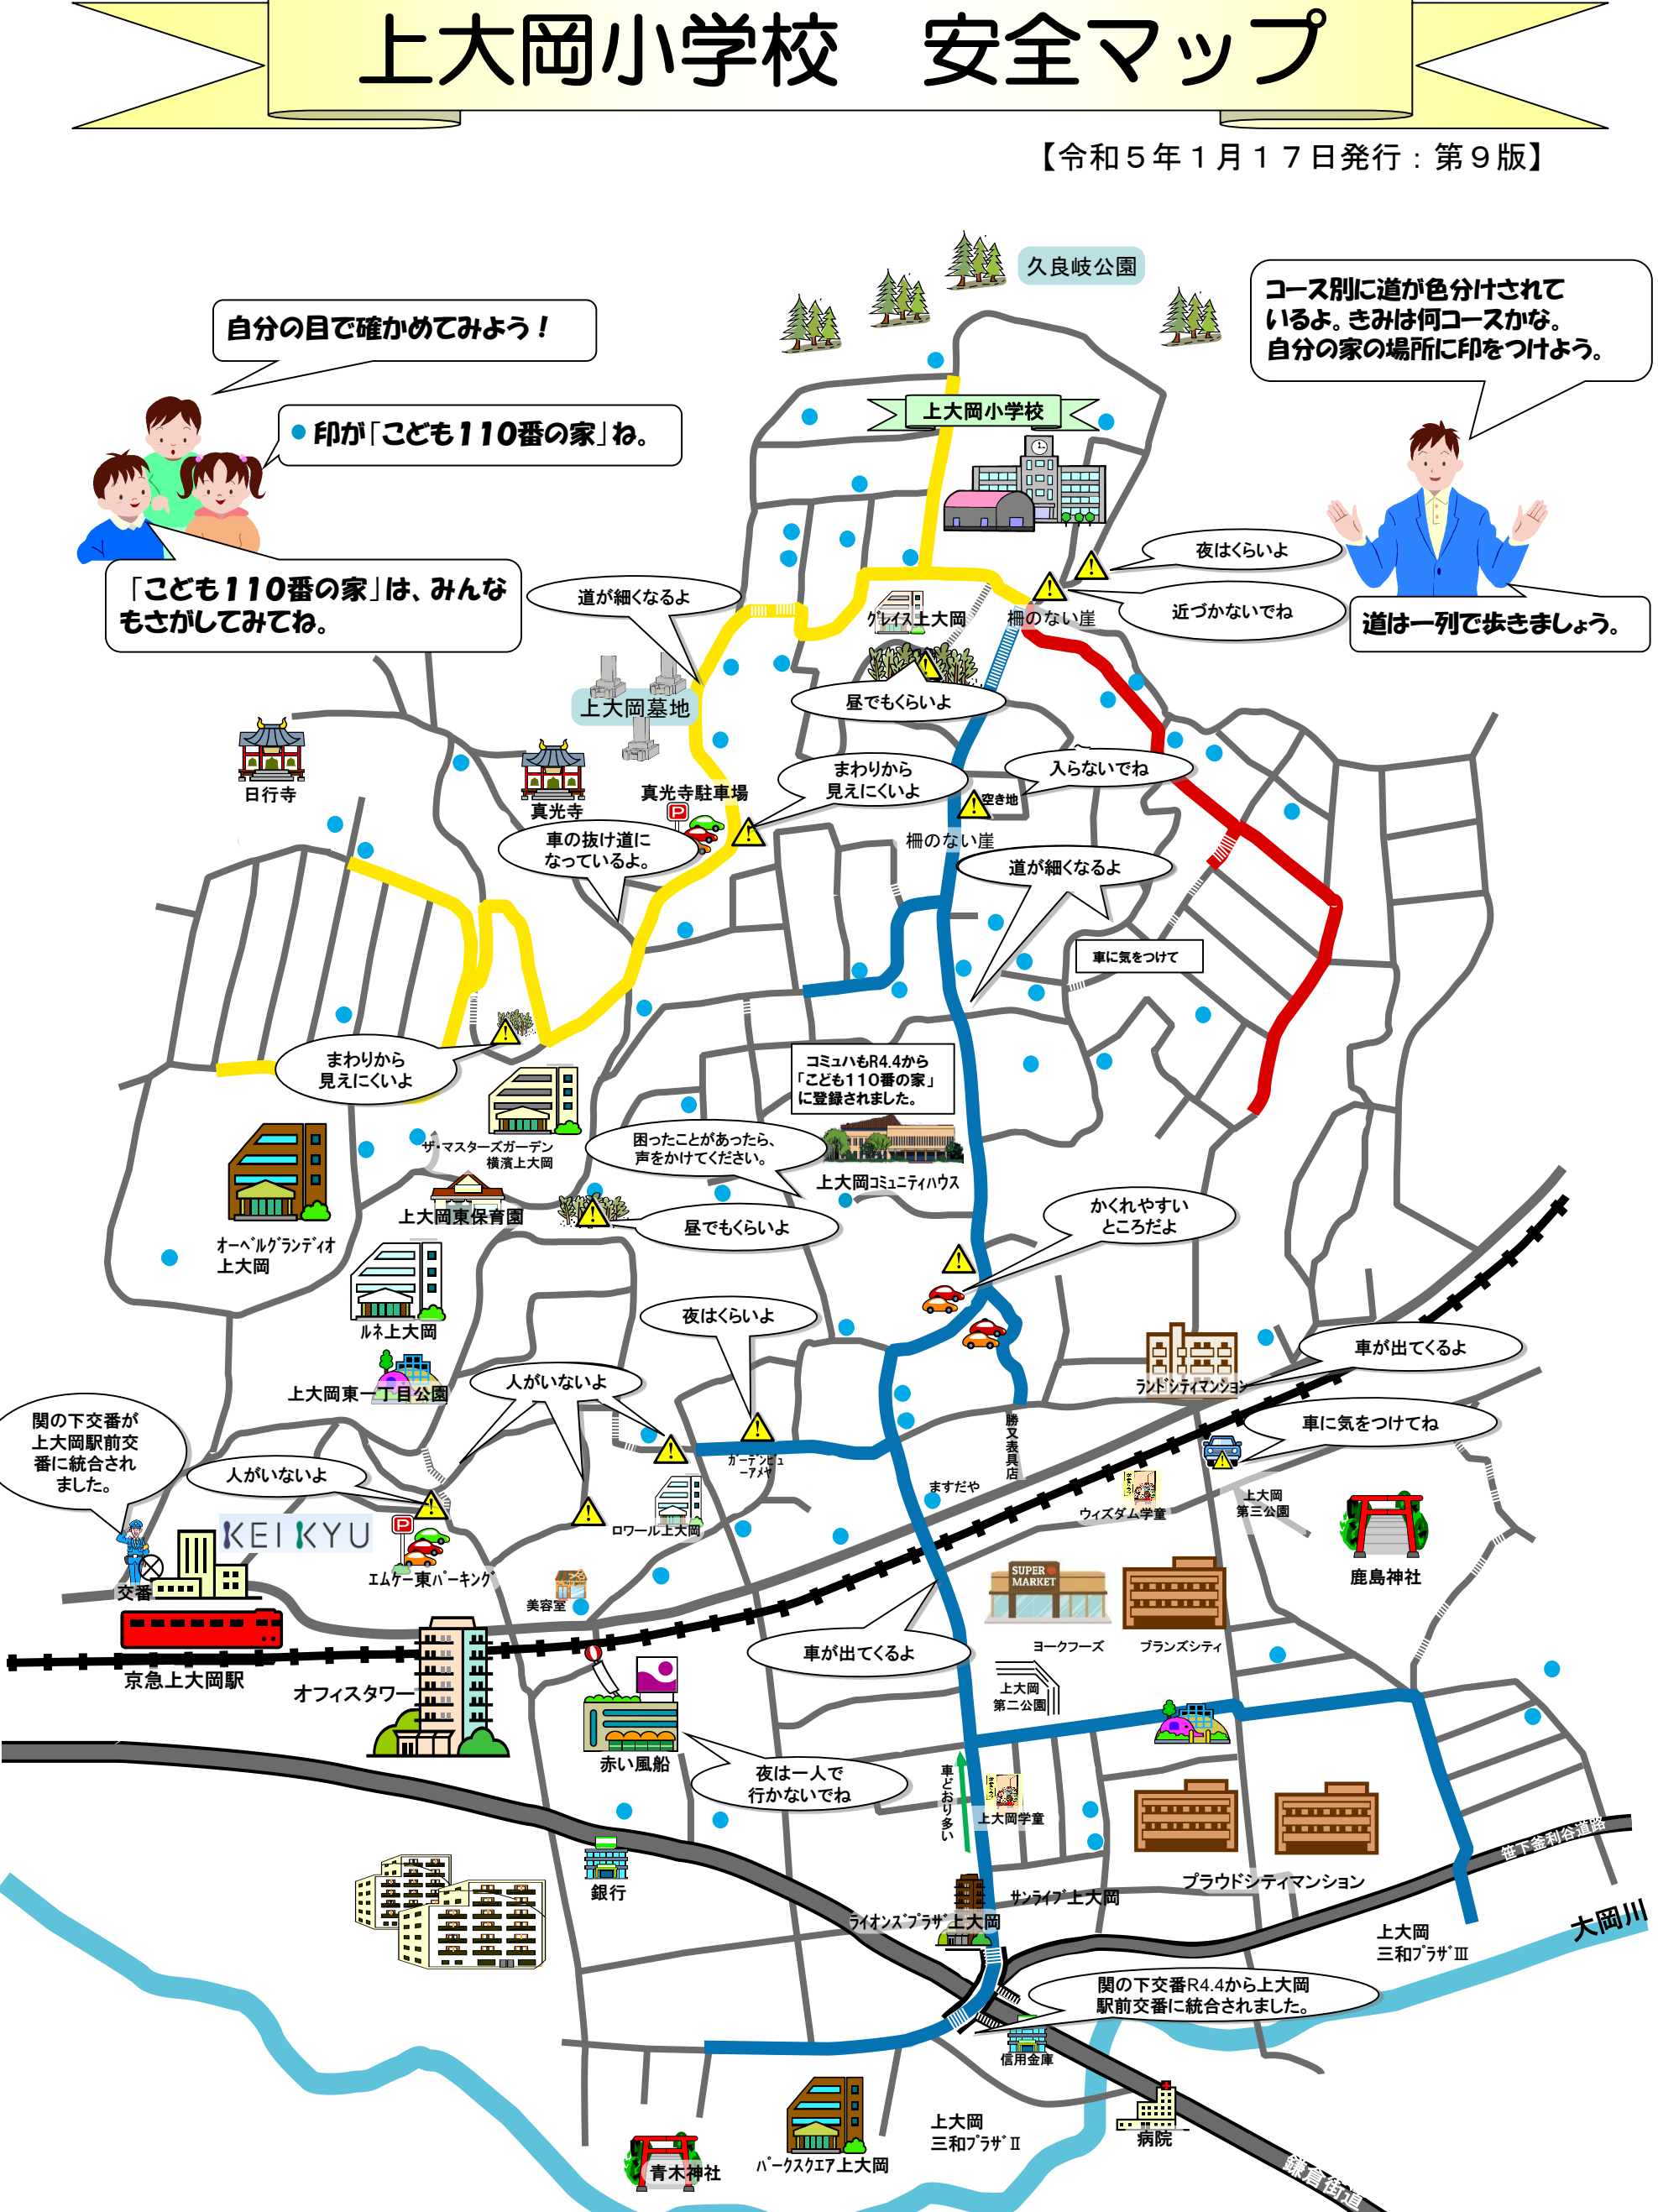 上大岡小学校　安全マップ
【令和５年１月１７日発行：第９版】
久良岐公園
自分の目で確かめてみよう！
コース別に道が色分けされて
いるよ。きみは何コースかな。
自分の家の場所に印をつけよう。
印が「こども１１０番の家」ね。
上大岡小学校
「こども１１０番の家」は、みんな
もさがしてみてね。
道が細くなるよ
夜はくらいよ
近づかないでね
道は一列で歩きましょう。
グレイス上大岡
柵のない崖
上大岡墓地
昼でもくらいよ
日行寺
真光寺
真光寺駐車場
P
まわりから
見えにくいよ
入らないでね
空き地
柵のない崖
車の抜け道に
なっているよ。
道が細くなるよ
車に気をつけて
まわりから
見えにくいよ
コミュハもR4.4から
「こども１１０番の家」
に登録されました。
困ったことがあったら、
声をかけてください。
ザ・マスターズガーデン
横濱上大岡
上大岡コミュニティハウス
上大岡東保育園
昼でもくらいよ
かくれやすい
ところだよ
オーベルグランディオ
上大岡
ルネ上大岡
夜はくらいよ
車が出てくるよ
上大岡東一丁目公園
人がいないよ
ランドシティマンション
関の下交番が
上大岡駅前交
番に統合され
ました。
車に気をつけてね
勝又表具店
人がいないよ
ガーデンビュ
ーアメヤ
ますだや
ウィズダム学童
上大岡
第三公園
KEIKYU
P
ロワール上大岡
交番
エムケー東パーキング
美容室
SUPER
MARKET
鹿島神社
ヨークフーズ
ブランズシティ
車が出てくるよ
京急上大岡駅
オフィスタワー
上大岡
第二公園
赤い風船
夜は一人で
行かないでね
車どおり多い
上大岡学童
笹下釜利谷道路
プラウドシティマンション
銀行
サンライブ上大岡
ライオンズプラザ上大岡
大岡川
上大岡
三和プラザⅢ
関の下交番R4.4から上大岡
駅前交番に統合されました。
信用金庫
病院
上大岡
三和プラザⅡ
青木神社
パークスクエア上大岡
鎌倉街道